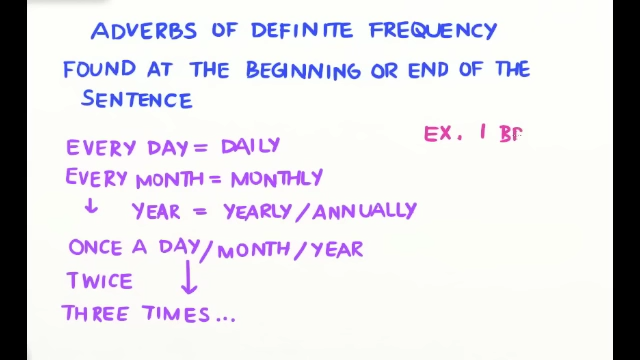 ADVERBS OF DEFINITE FREQUENCY
FOUND AT THE BEGINNING OR END OF THE
SENTENCE
EX. I
EVERY DAY = DAILY
EVERY MONTH = MONTHLY
↓ YEAR = YEARLY/ANNUALLY
ONCE A DAY/MONTH/YEAR
TWICE ↓
THREE TIMES...